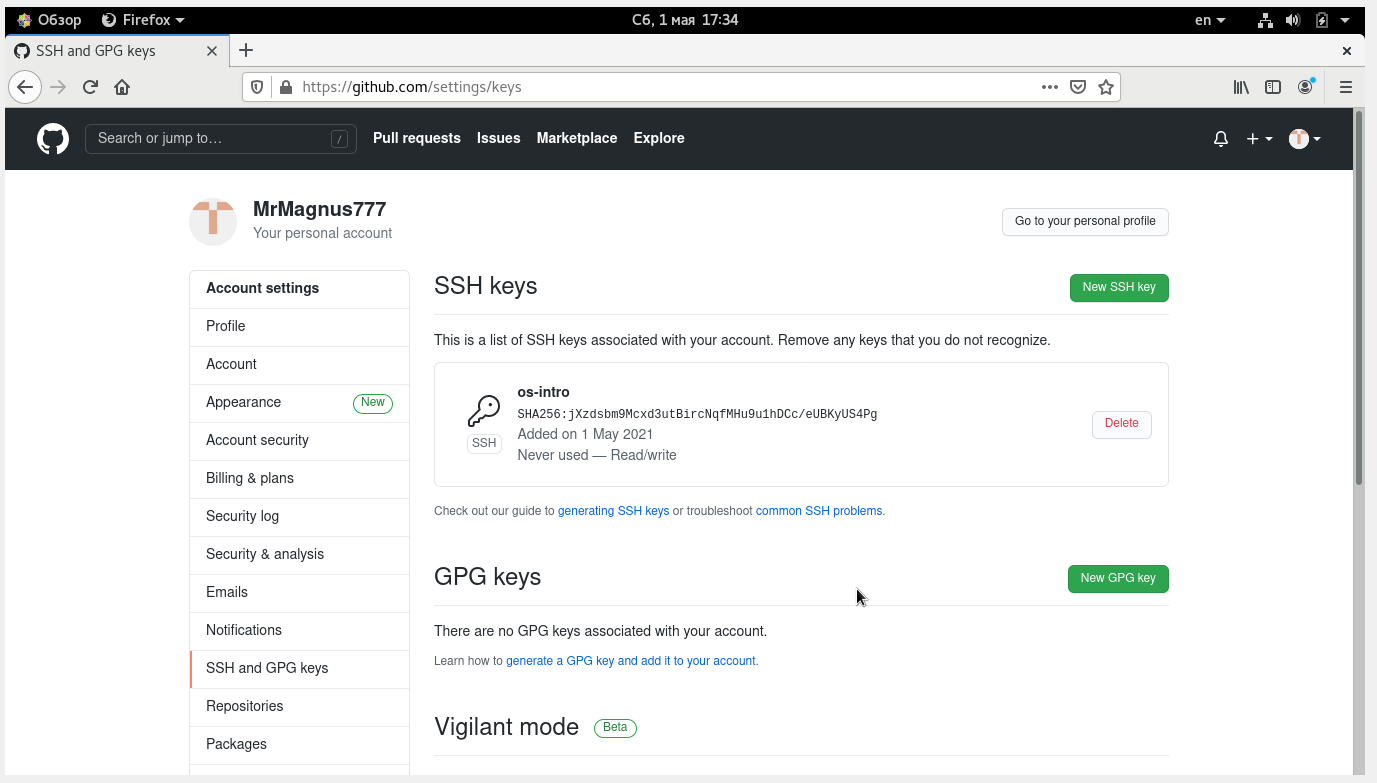 Обзор Firefox Сб, 1 мая 17:34 en
SSH and GPG keys
https://github.com/settings/keys
Search or jump to… / Pull requests Issues Marketplace Explore
MrMagnus777
Your personal account
Go to your personal profile
Account settings
Profile
Account
Appearance New
Account security
Billing & plans
Security log
Security & analysis
Emails
Notifications
SSH and GPG keys
Repositories
Packages
SSH keys New SSH key
This is a list of SSH keys associated with your account. Remove any keys that you do not recognize.
os-intro
SHA256:jXzdsbm9Mcxd3utBircNqfMHu9u1hDCc/eUBKyUS4Pg
Added on 1 May 2021
Never used — Read/write
SSH
Delete
Check out our guide to generating SSH keys or troubleshoot common SSH problems.
GPG keys New GPG key
There are no GPG keys associated with your account.
Learn how to generate a GPG key and add it to your account.
Vigilant mode Beta